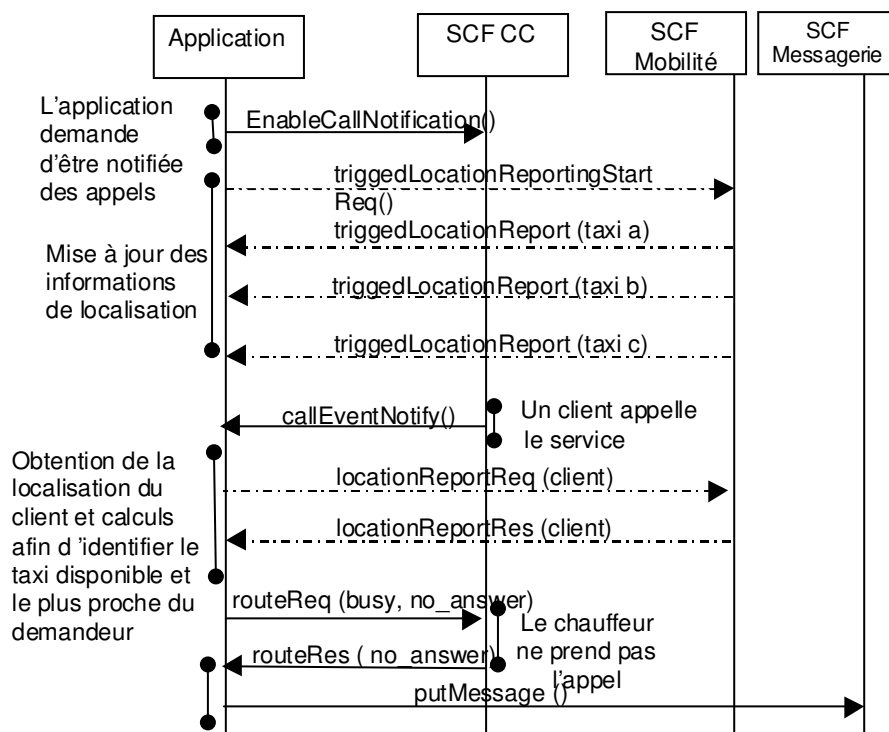 Application
SCF CC
SCF
Mobilité
SCF
Messagerie
L'application
demande
d'être notifiée
des appels
EnableCallNotification()
triggedLocationReportingStart
Req()
triggedLocationReport (taxi a)
Mise à jour des
informations
de localisation
triggedLocationReport (taxi b)
triggedLocationReport (taxi c)
callEventNotify()
Un client appelle
le service
Obtention de la
localisation du
client et calculs
afin d 'identifier le
taxi disponible et
le plus proche du
demandeur
locationReportReq (client)
locationReportRes (client)
routeReq (busy, no_answer)
Le chauffeur
ne prend pas
l'appel
routeRes ( no_answer)
putMessage ()